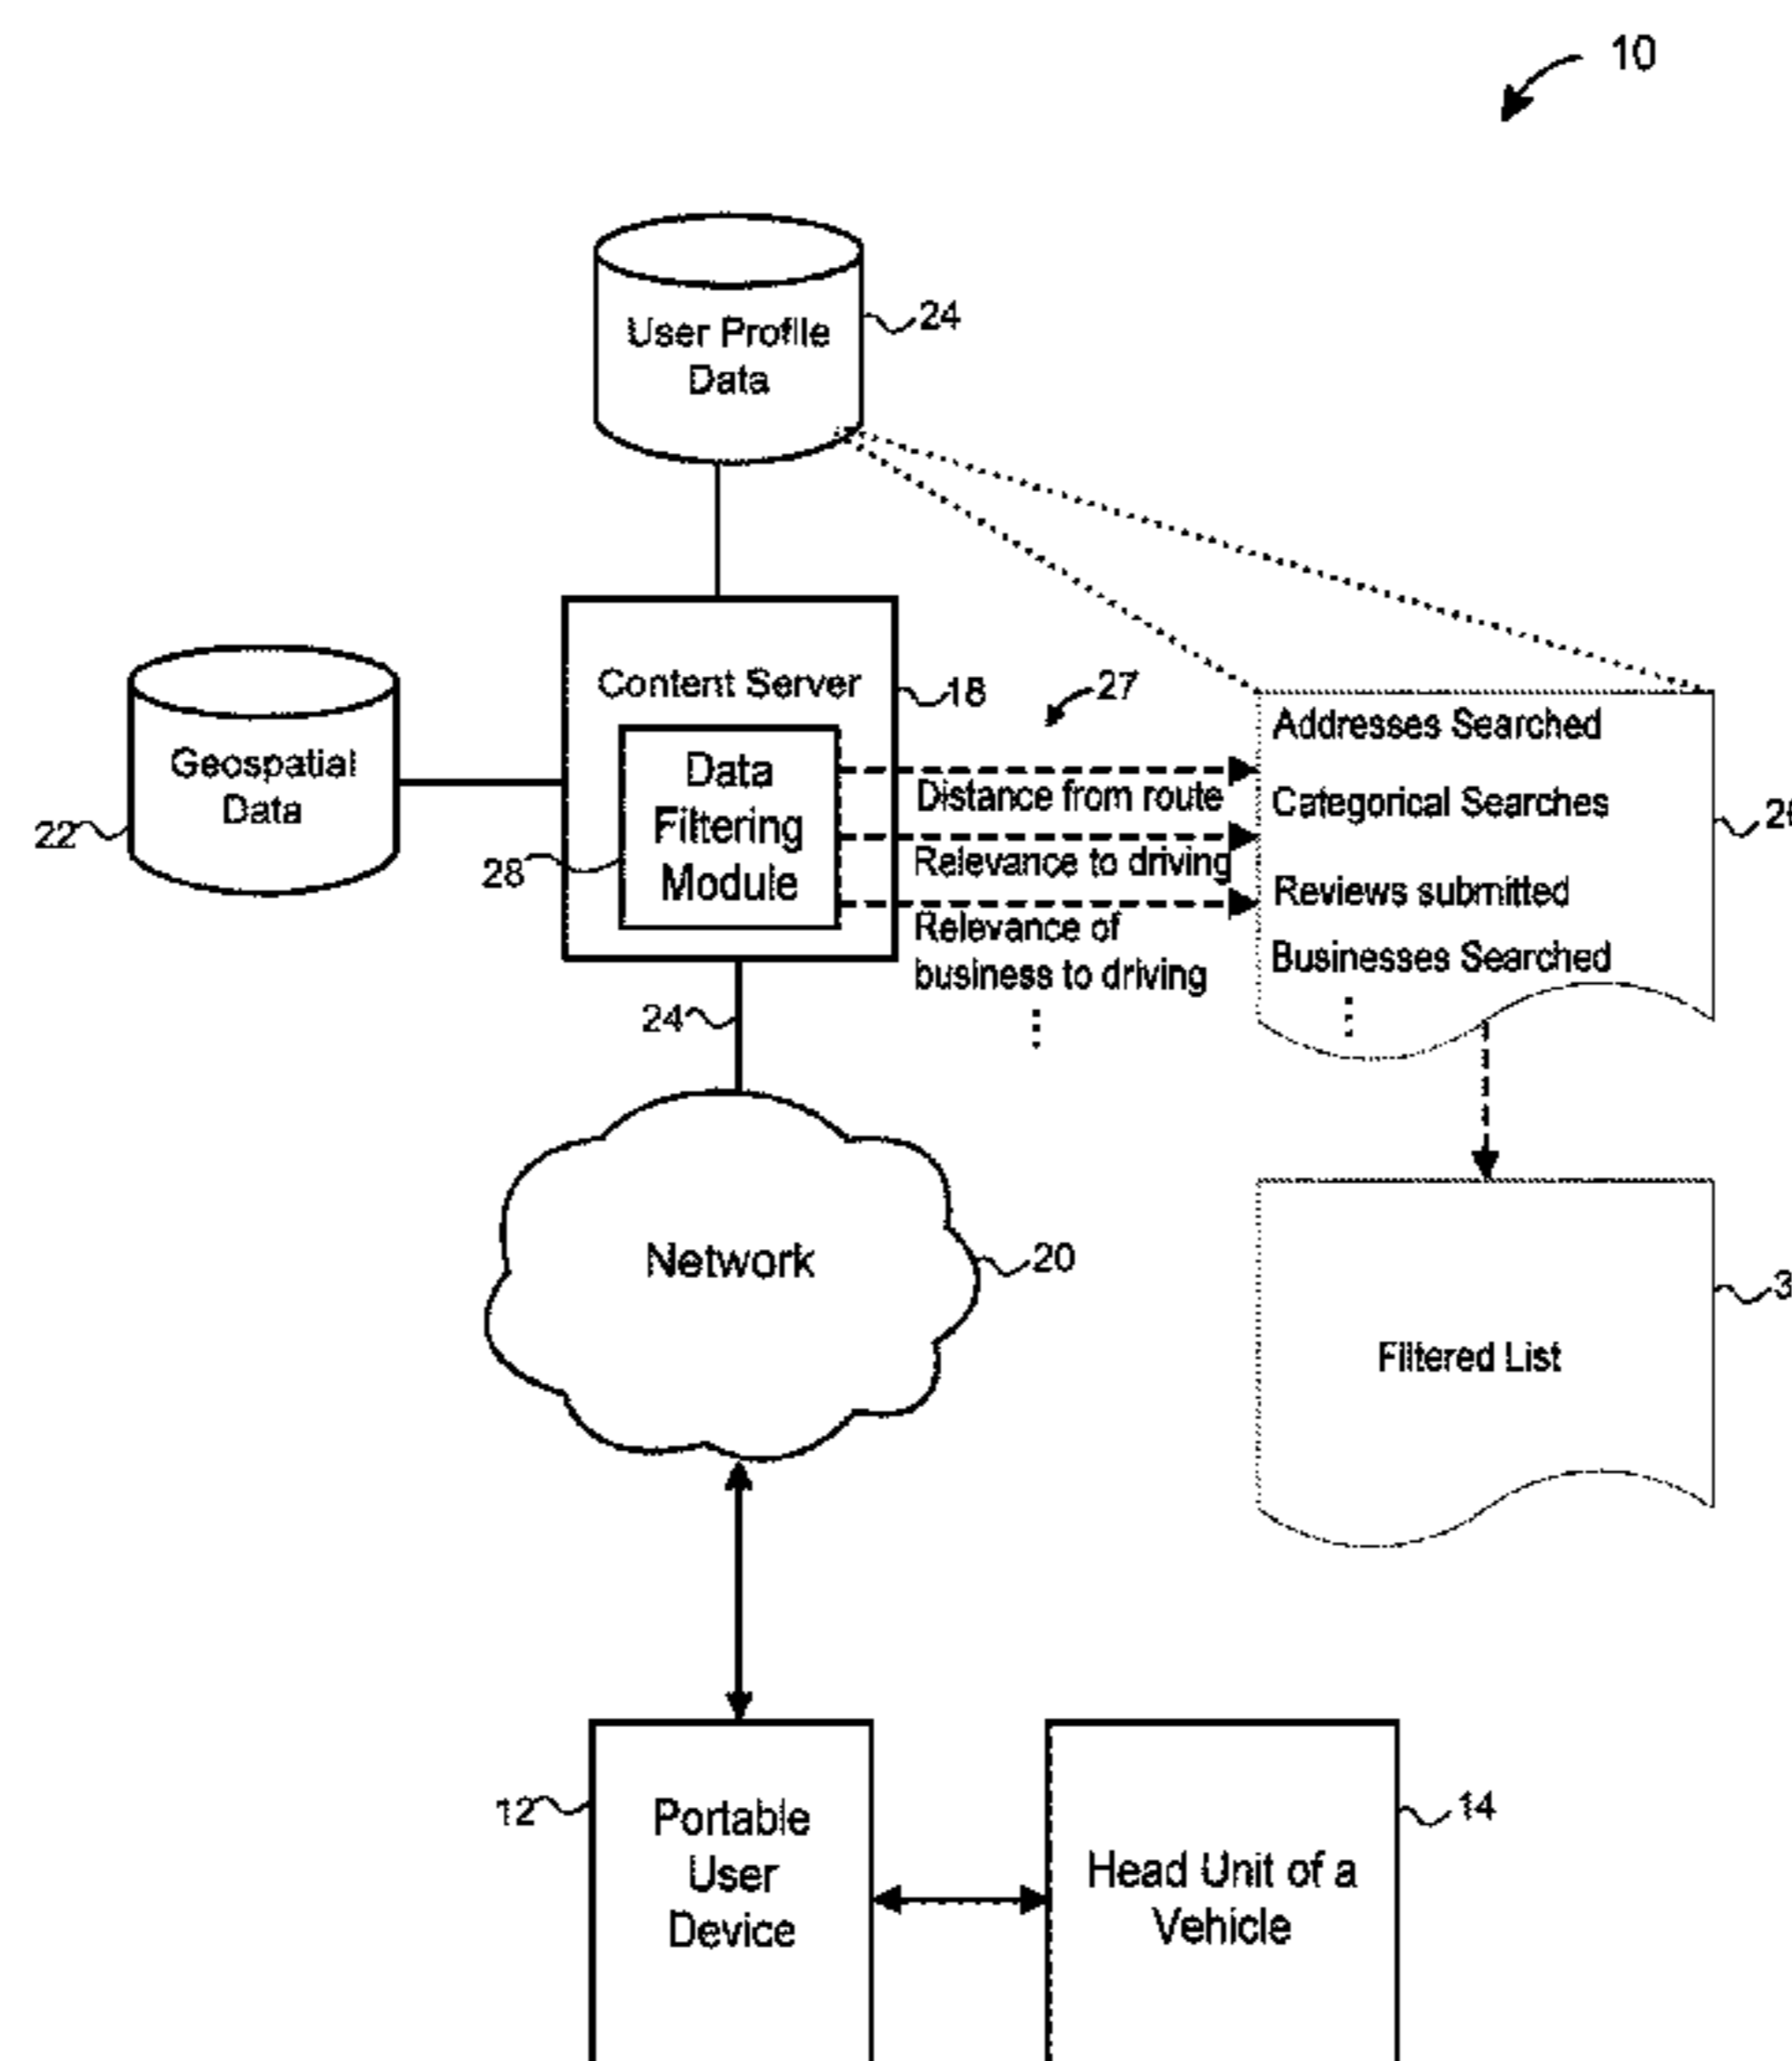 10
User Profile
Data
24
Content Server
18
27
Geospatial
Data
22
Data
Filtering
Module
28
Distance from route
Relevance to driving
Relevance of
business to driving
Addresses Searched
Categorical Searches
Reviews submitted
Businesses Searched
24
Network
20
Filtered List
12
Portable
User
Device
Head Unit of a
Vehicle
14